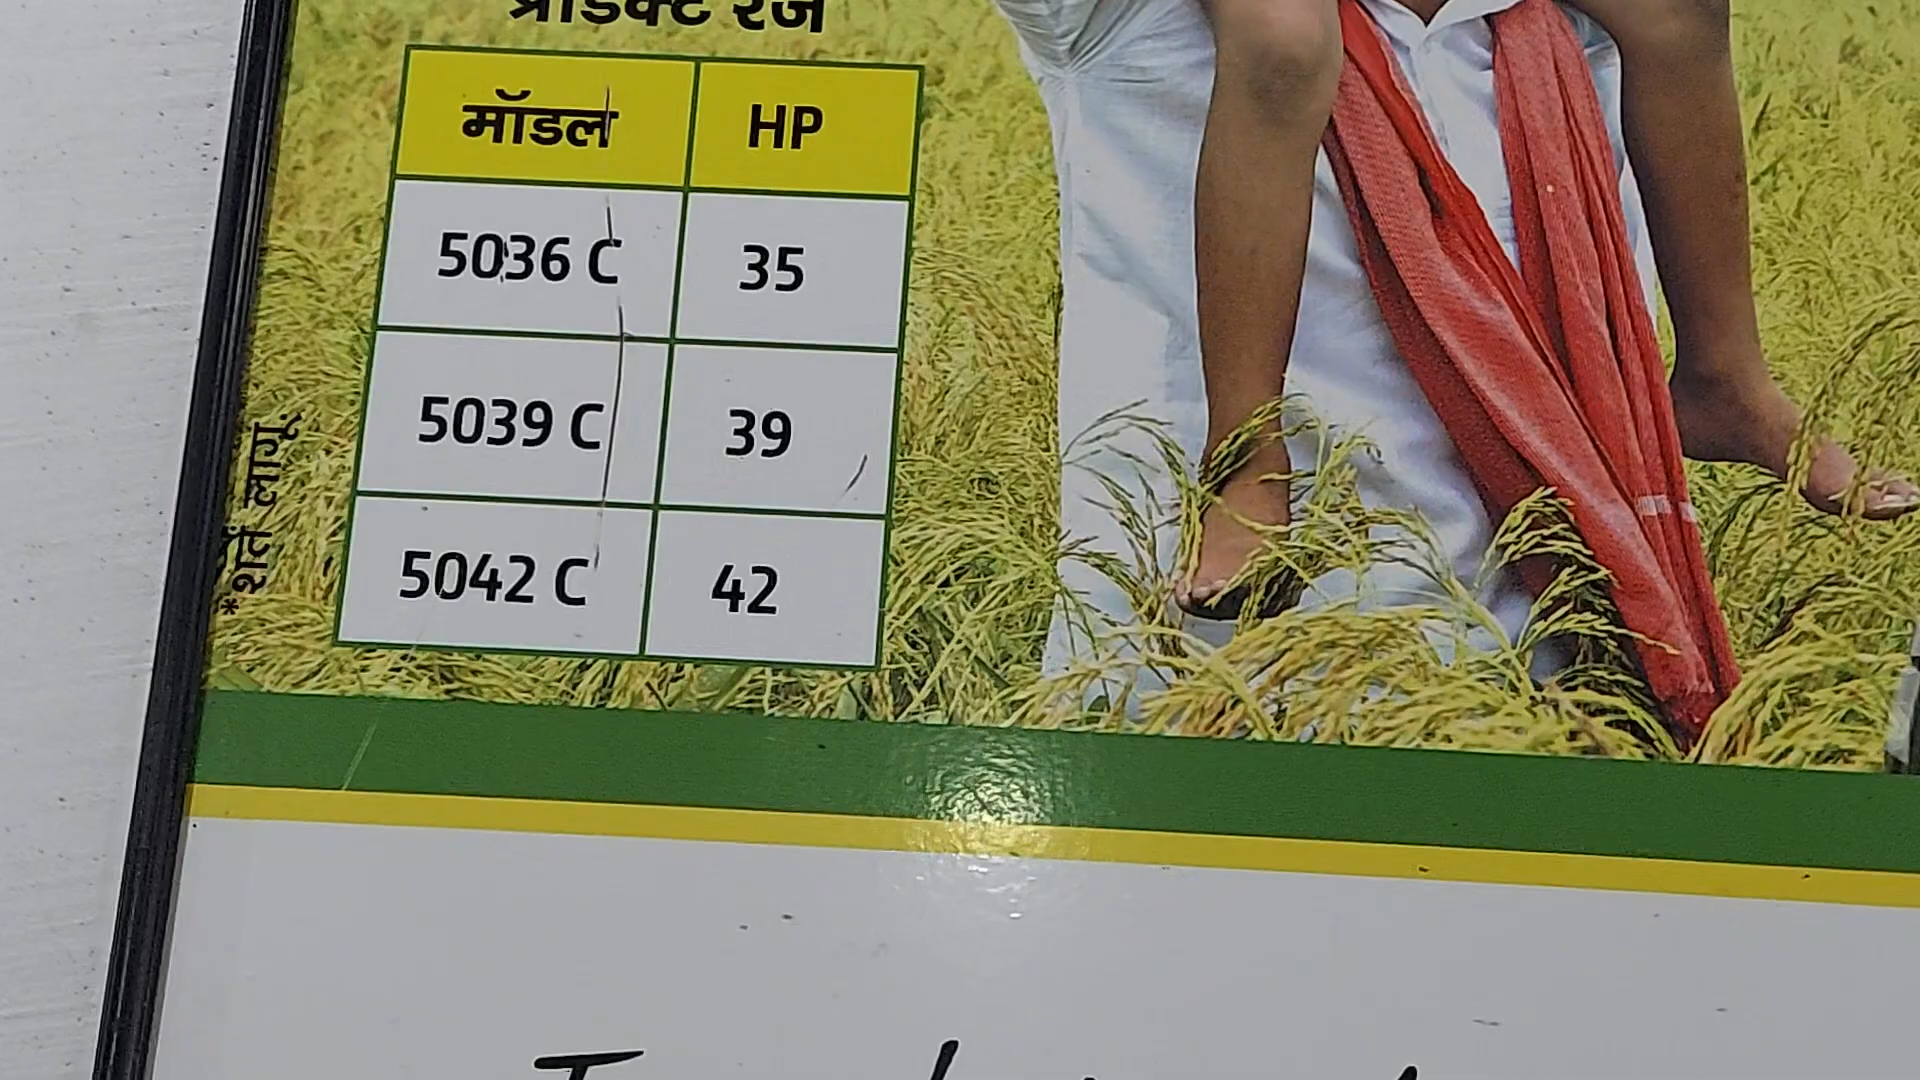 प्रोडक्ट रेंज
मॉडल HP
5036 C 35
5039 C 39
5042 C 42
*शर्तें लागू.